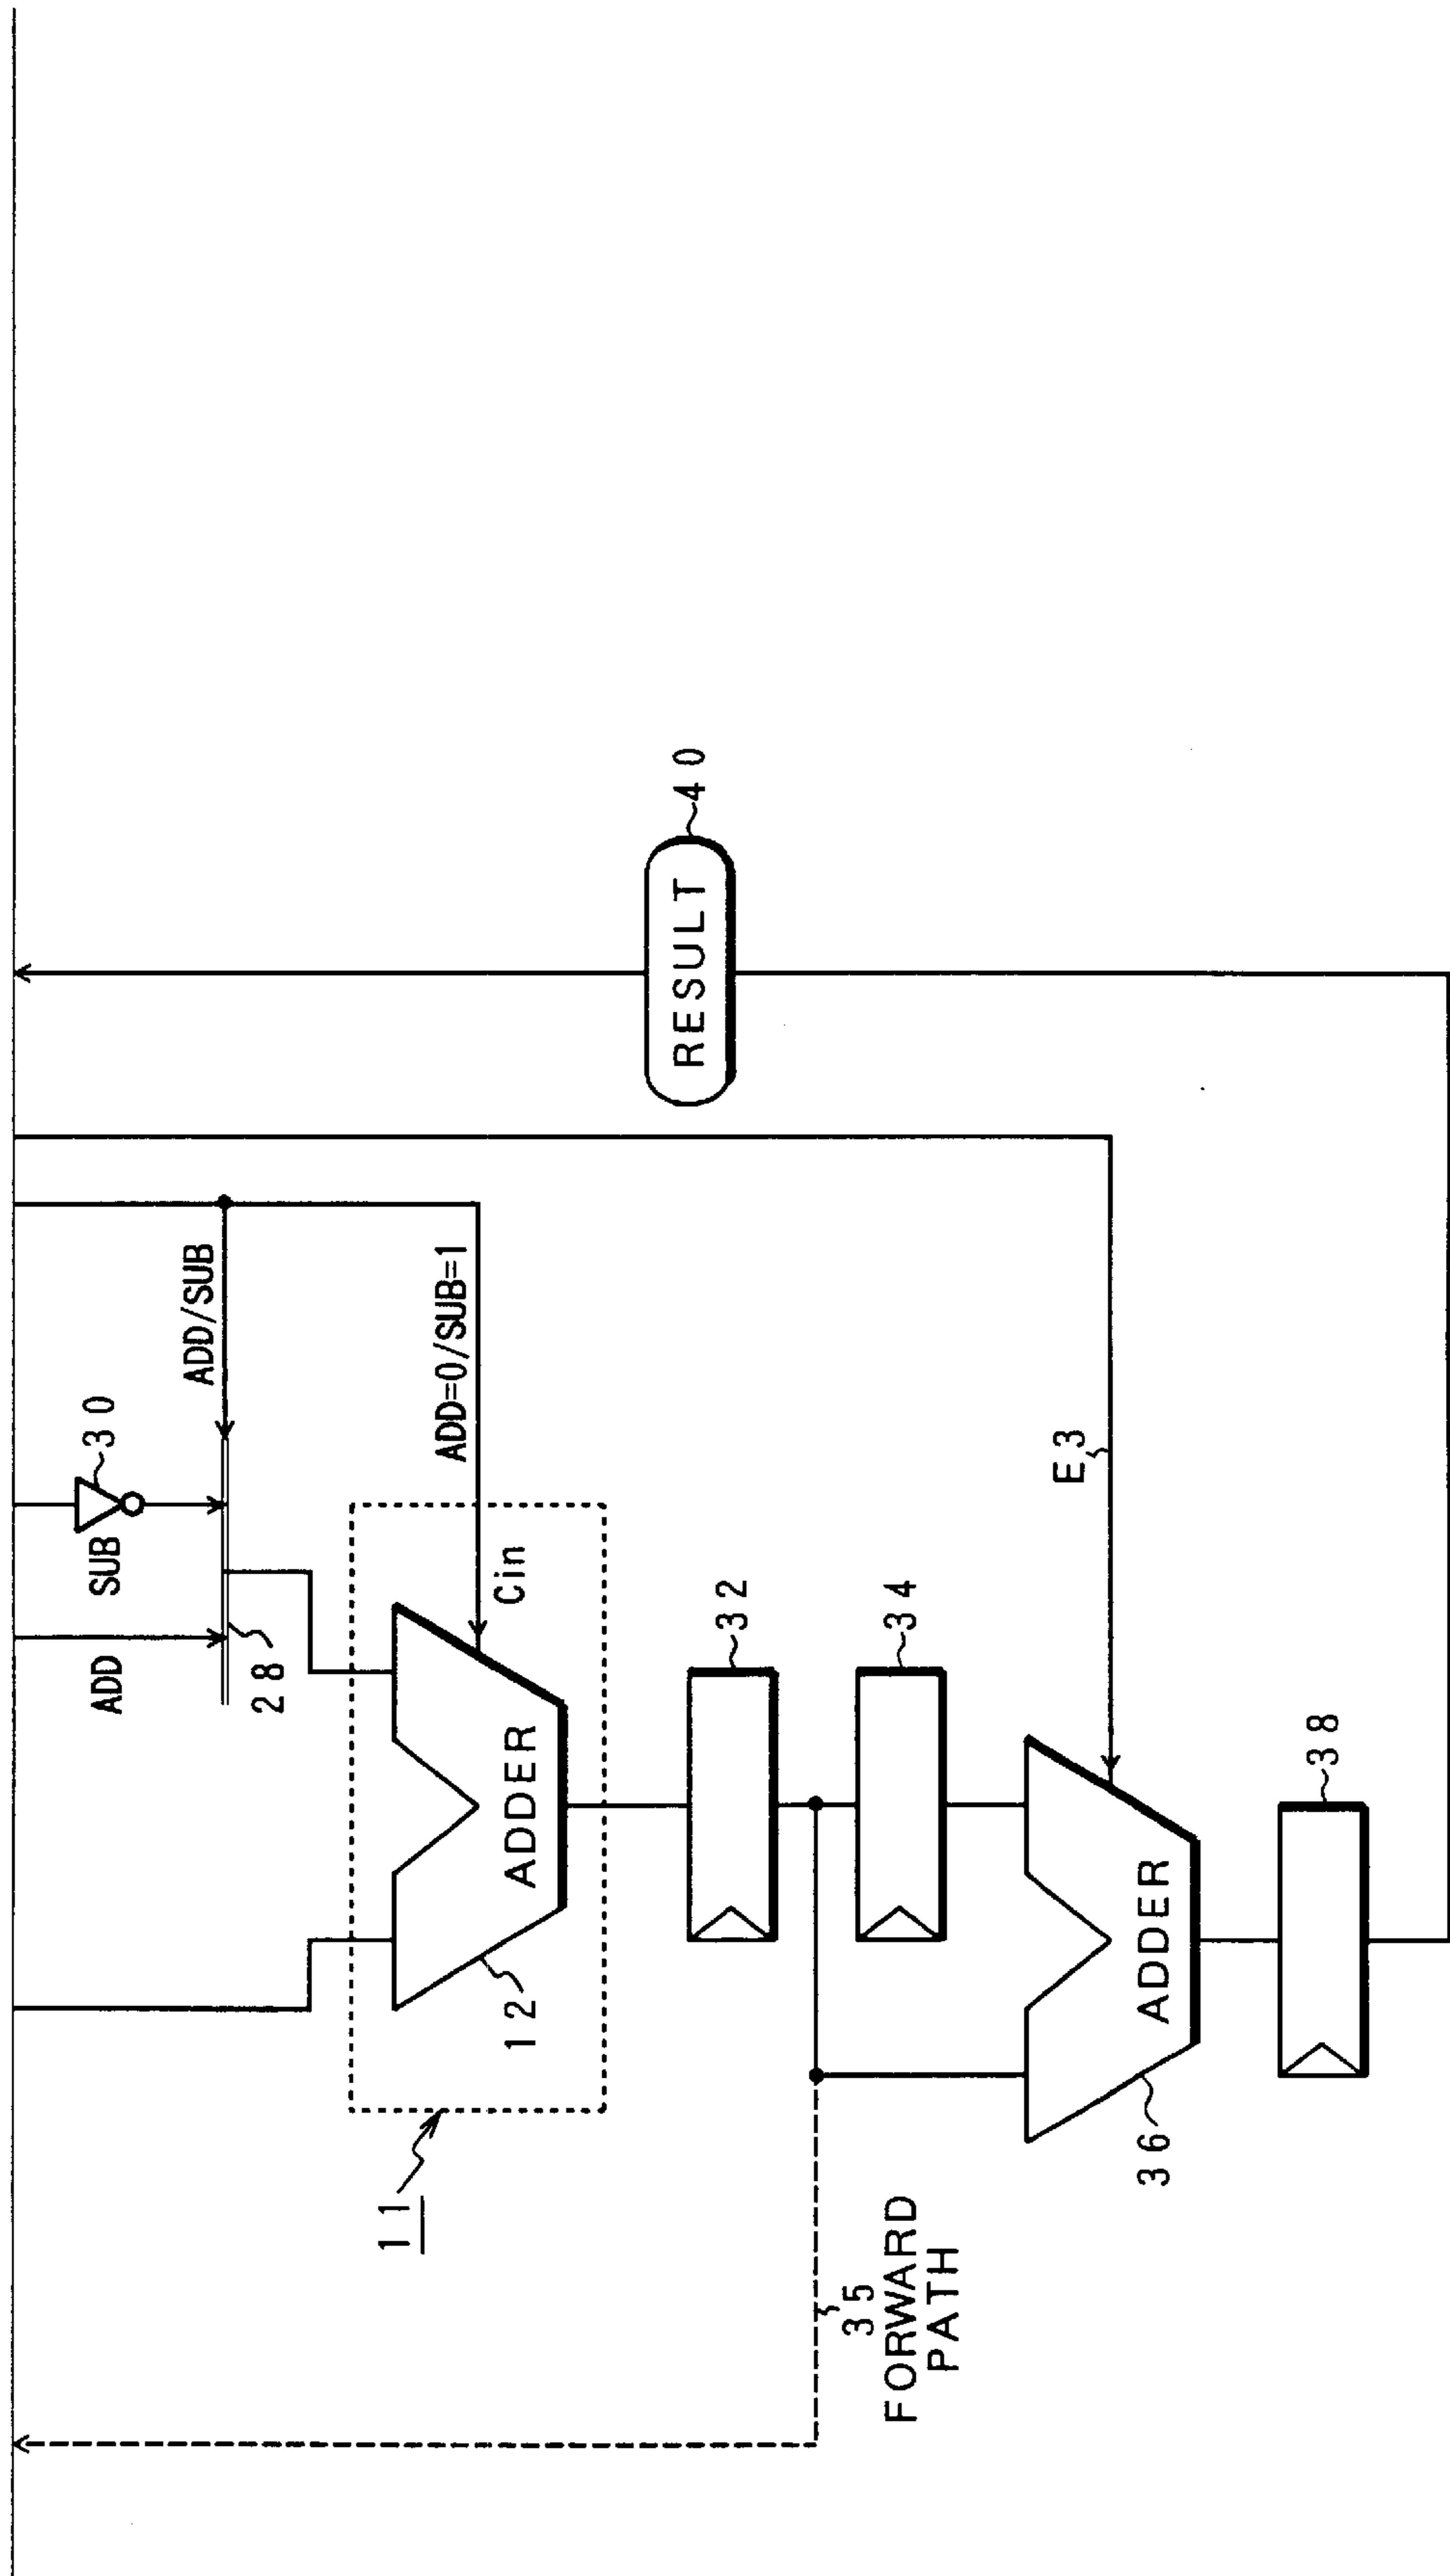 ADD
SUB
30
ADD/SUB
28
ADD=0/SUB=1
Cin
11
ADDER
12
32
34
35
FORWARD
PATH
E3
ADDER
36
38
RESULT
40